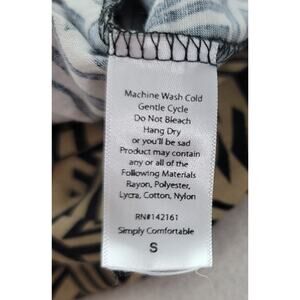 Machine Wash Cold
Gentle Cycle
Do Not Bleach
Hang Dry
or you'll be sad
Product may contain
any or all of the
Following Materials
Rayon, Polyester,
Lycra, Cotton, Nylon
RN#142161
Simply Comfortable
S